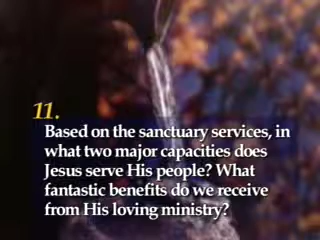 11.
Based on the sanctuary services, in
what two major capacities does
Jesus serve His people? What
fantastic benefits do we receive
from His loving ministry?